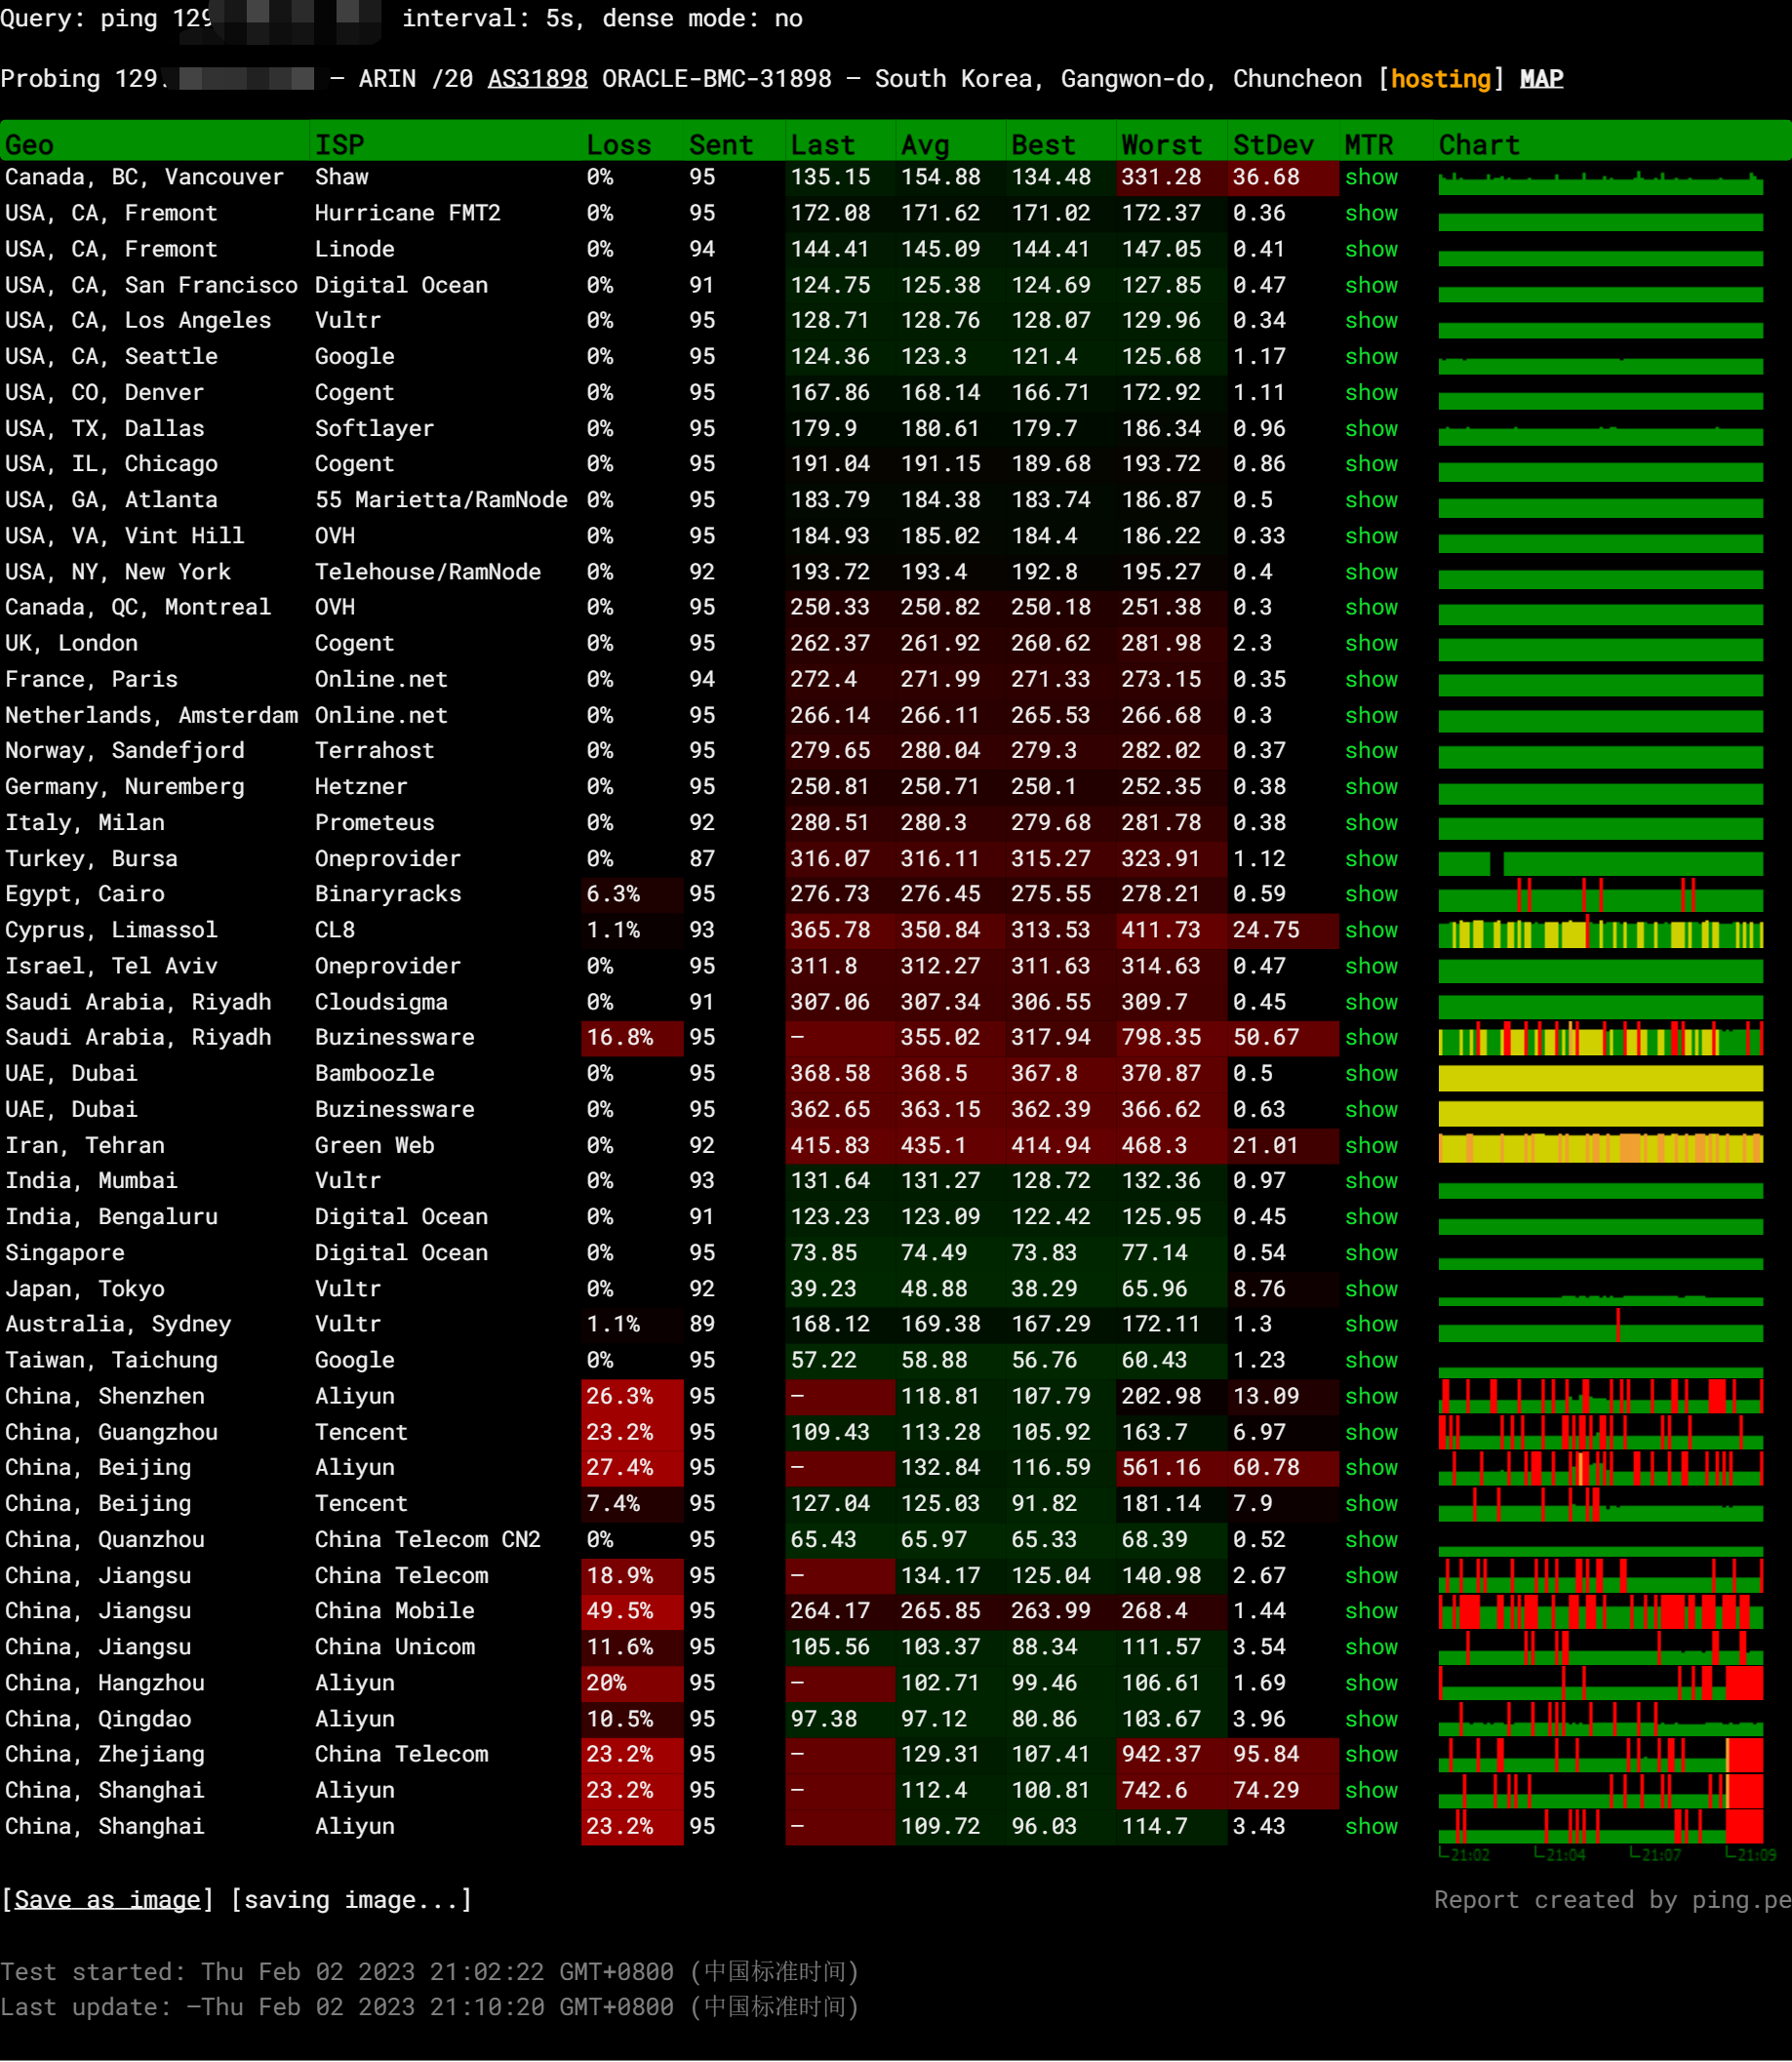 Query: ping 129 interval: 5s, dense mode: no
Probing 129. — ARIN /20 AS31898 ORACLE-BMC-31898 — South Korea, Gangwon-do, Chuncheon [hosting] MAP
Geo ISP Loss Sent Last Avg Best Worst StDev MTR Chart
Canada, BC, Vancouver Shaw 0% 95 135.15 154.88 134.48 331.28 36.68 show
USA, CA, Fremont Hurricane FMT2 0% 95 172.08 171.62 171.02 172.37 0.36 show
USA, CA, Fremont Linode 0% 94 144.41 145.09 144.41 147.05 0.41 show
USA, CA, San Francisco Digital Ocean 0% 91 124.75 125.38 124.69 127.85 0.47 show
USA, CA, Los Angeles Vultr 0% 95 128.71 128.76 128.07 129.96 0.34 show
USA, CA, Seattle Google 0% 95 124.36 123.3 121.4 125.68 1.17 show
USA, CO, Denver Cogent 0% 95 167.86 168.14 166.71 172.92 1.11 show
USA, TX, Dallas Softlayer 0% 95 179.9 180.61 179.7 186.34 0.96 show
USA, IL, Chicago Cogent 0% 95 191.04 191.15 189.68 193.72 0.86 show
USA, GA, Atlanta 55 Marietta/RamNode 0% 95 183.79 184.38 183.74 186.87 0.5 show
USA, VA, Vint Hill OVH 0% 95 184.93 185.02 184.4 186.22 0.33 show
USA, NY, New York Telehouse/RamNode 0% 92 193.72 193.4 192.8 195.27 0.4 show
Canada, QC, Montreal OVH 0% 95 250.33 250.82 250.18 251.38 0.3 show
UK, London Cogent 0% 95 262.37 261.92 260.62 281.98 2.3 show
France, Paris Online.net 0% 94 272.4 271.99 271.33 273.15 0.35 show
Netherlands, Amsterdam Online.net 0% 95 266.14 266.11 265.53 266.68 0.3 show
Norway, Sandefjord Terrahost 0% 95 279.65 280.04 279.3 282.02 0.37 show
Germany, Nuremberg Hetzner 0% 95 250.81 250.71 250.1 252.35 0.38 show
Italy, Milan Prometeus 0% 92 280.51 280.3 279.68 281.78 0.38 show
Turkey, Bursa Oneprovider 0% 87 316.07 316.11 315.27 323.91 1.12 show
Egypt, Cairo Binaryracks 6.3% 95 276.73 276.45 275.55 278.21 0.59 show
Cyprus, Limassol CL8 1.1% 93 365.78 350.84 313.53 411.73 24.75 show
Israel, Tel Aviv Oneprovider 0% 95 311.8 312.27 311.63 314.63 0.47 show
Saudi Arabia, Riyadh Cloudsigma 0% 91 307.06 307.34 306.55 309.7 0.45 show
Saudi Arabia, Riyadh Buzinessware 16.8% 95 — 355.02 317.94 798.35 50.67 show
UAE, Dubai Bamboozle 0% 95 368.58 368.5 367.8 370.87 0.5 show
UAE, Dubai Buzinessware 0% 95 362.65 363.15 362.39 366.62 0.63 show
Iran, Tehran Green Web 0% 92 415.83 435.1 414.94 468.3 21.01 show
India, Mumbai Vultr 0% 93 131.64 131.27 128.72 132.36 0.97 show
India, Bengaluru Digital Ocean 0% 91 123.23 123.09 122.42 125.95 0.45 show
Singapore Digital Ocean 0% 95 73.85 74.49 73.83 77.14 0.54 show
Japan, Tokyo Vultr 0% 92 39.23 48.88 38.29 65.96 8.76 show
Australia, Sydney Vultr 1.1% 89 168.12 169.38 167.29 172.11 1.3 show
Taiwan, Taichung Google 0% 95 57.22 58.88 56.76 60.43 1.23 show
China, Shenzhen Aliyun 26.3% 95 — 118.81 107.79 202.98 13.09 show
China, Guangzhou Tencent 23.2% 95 109.43 113.28 105.92 163.7 6.97 show
China, Beijing Aliyun 27.4% 95 — 132.84 116.59 561.16 60.78 show
China, Beijing Tencent 7.4% 95 127.04 125.03 91.82 181.14 7.9 show
China, Quanzhou China Telecom CN2 0% 95 65.43 65.97 65.33 68.39 0.52 show
China, Jiangsu China Telecom 18.9% 95 — 134.17 125.04 140.98 2.67 show
China, Jiangsu China Mobile 49.5% 95 264.17 265.85 263.99 268.4 1.44 show
China, Jiangsu China Unicom 11.6% 95 105.56 103.37 88.34 111.57 3.54 show
China, Hangzhou Aliyun 20% 95 — 102.71 99.46 106.61 1.69 show
China, Qingdao Aliyun 10.5% 95 97.38 97.12 80.86 103.67 3.96 show
China, Zhejiang China Telecom 23.2% 95 — 129.31 107.41 942.37 95.84 show
China, Shanghai Aliyun 23.2% 95 — 112.4 100.81 742.6 74.29 show
China, Shanghai Aliyun 23.2% 95 — 109.72 96.03 114.7 3.43 show
21:02 21:04 21:07 21:09
[Save as image] [saving image...] Report created by ping.pe
Test started: Thu Feb 02 2023 21:02:22 GMT+0800 (中国标准时间)
Last update: —Thu Feb 02 2023 21:10:20 GMT+0800 (中国标准时间)